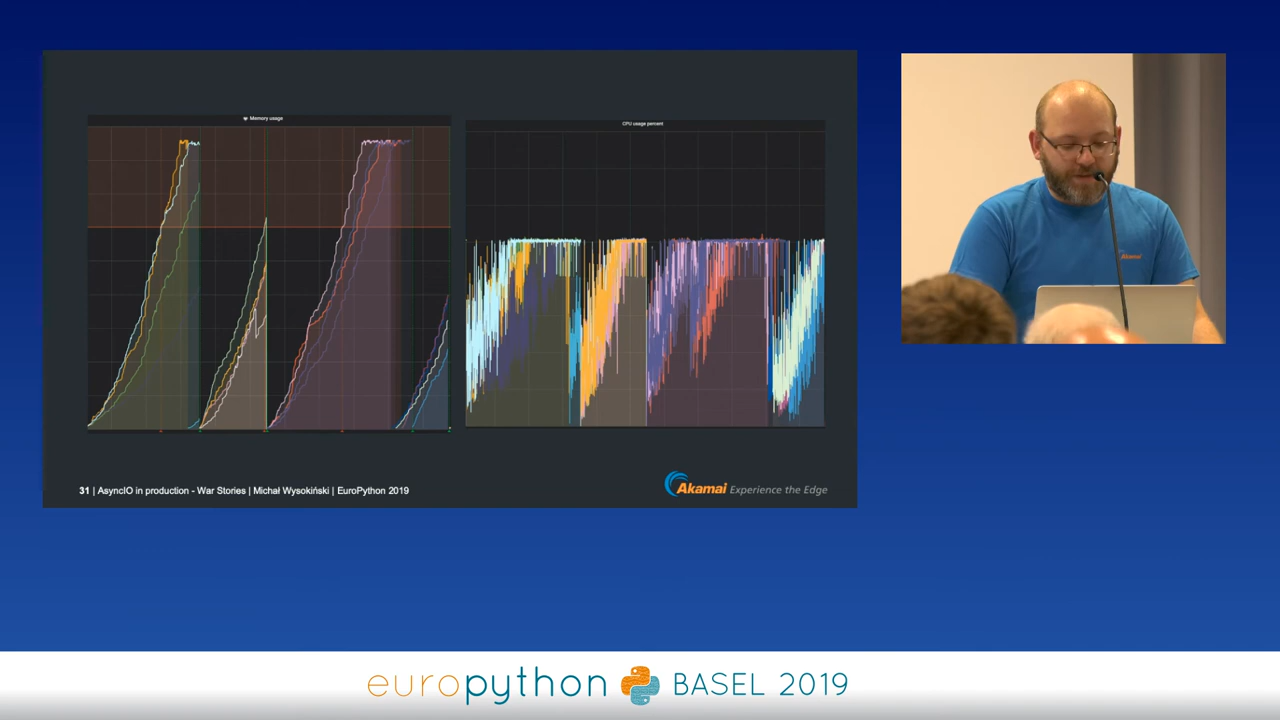 Memory usage
CPU usage percent
31 | AsyncIO in production - War Stories | Michał Wysokiński | EuroPython 2019
Akamai Experience the Edge
Akamai
europython BASEL 2019